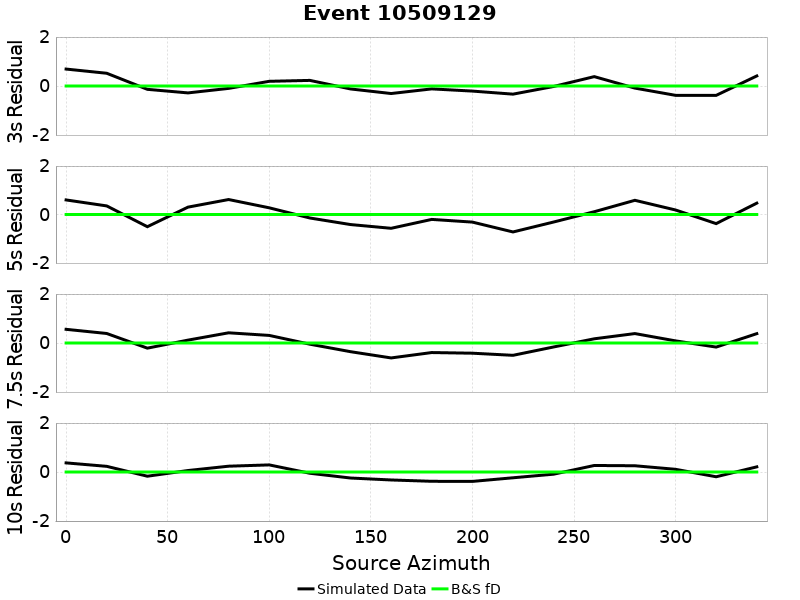 Event 10509129
3s Residual
2
0
-2
5s Residual
2
0
-2
7.5s Residual
2
0
-2
10s Residual
2
0
-2
0 50 100 150 200 250 300
Source Azimuth
Simulated Data B&S fD